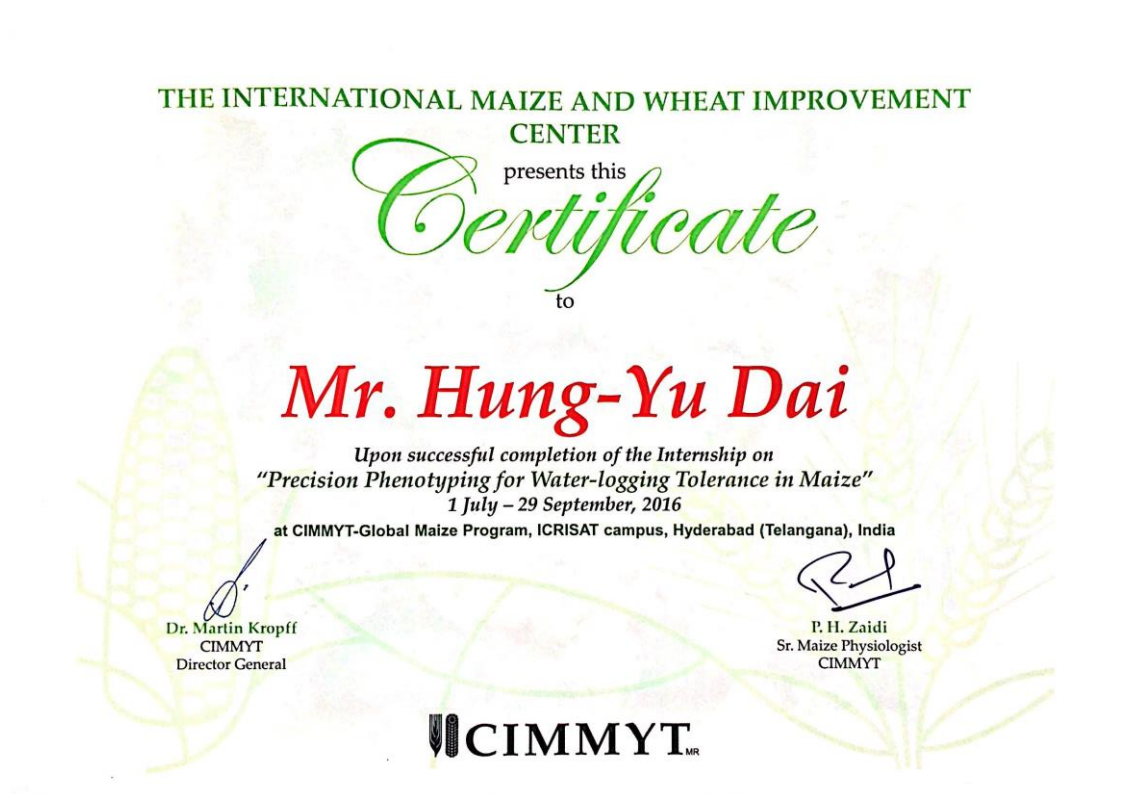 THE INTERNATIONAL MAIZE AND WHEAT IMPROVEMENT
CENTER
presents this
Certificate
to
Mr. Hung-Yu Dai
Upon successful completion of the Internship on
“Precision Phenotyping for Water-logging Tolerance in Maize”
1 July – 29 September, 2016
at CIMMYT-Global Maize Program, ICRISAT campus, Hyderabad (Telangana), India
Dr. Martin Kropff
CIMMYT
Director General
P. H. Zaidi
Sr. Maize Physiologist
CIMMYT
CIMMYT MR